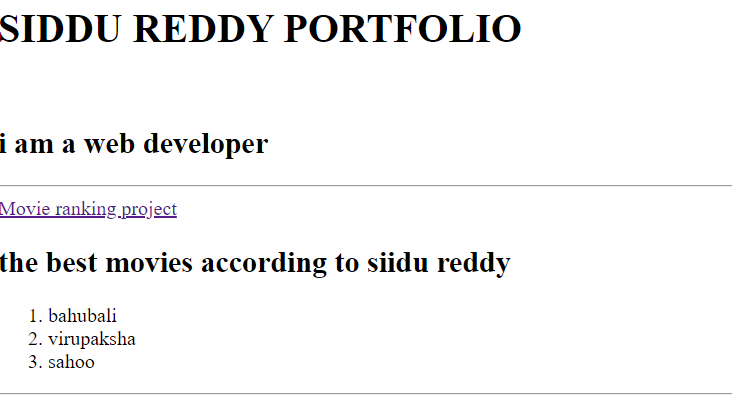 SIDDU REDDY PORTFOLIO
i am a web developer
Movie ranking project
the best movies according to siidu reddy
1. bahubali
2. virupaksha
3. sahoo